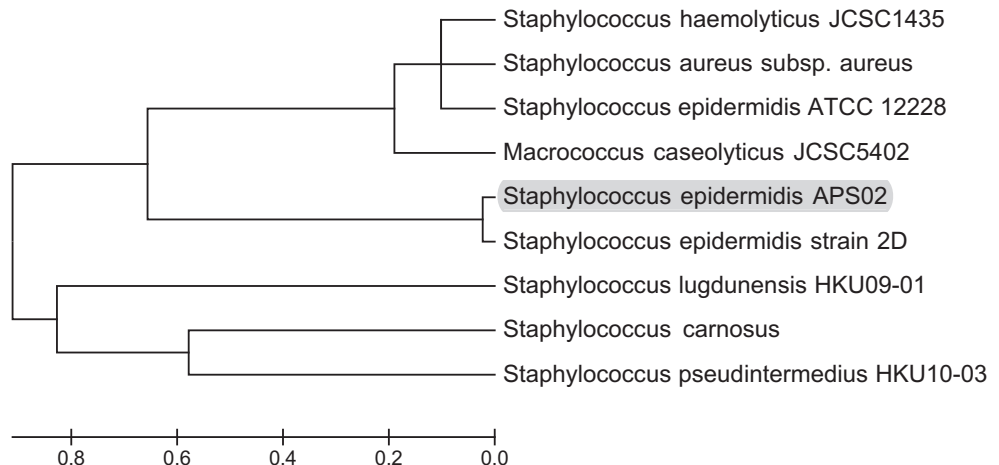 Staphylococcus haemolyticus JCSC1435
Staphylococcus aureus subsp. aureus
Staphylococcus epidermidis ATCC 12228
Macrococcus caseolyticus JCSC5402
Staphylococcus epidermidis APS02
Staphylococcus epidermidis strain 2D
Staphylococcus lugdunensis HKU09-01
Staphylococcus carnosus
Staphylococcus pseudintermedius HKU10-03
0.8 0.6 0.4 0.2 0.0